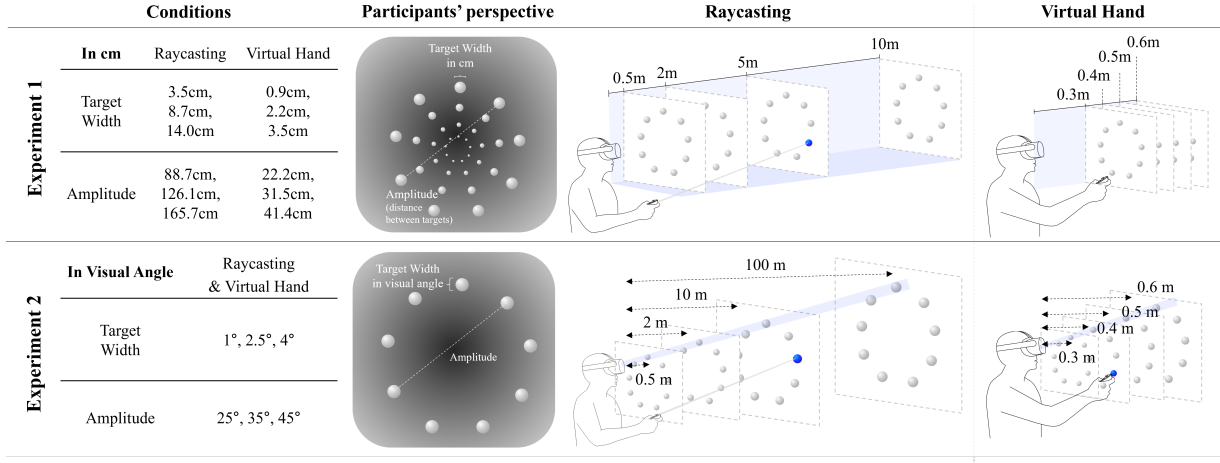 Conditions
Participants' perspective
Raycasting
Virtual Hand
Experiment 1
In cm
Raycasting
Virtual Hand
Target
Width
3.5cm,
8.7cm,
14.0cm
0.9cm,
2.2cm,
3.5cm
Amplitude
88.7cm,
126.1cm,
165.7cm
22.2cm,
31.5cm,
41.4cm
Target Width
in cm
Amplitude
(distance
between targets)
0.5m
2m
5m
10m
0.3m
0.4m
0.5m
0.6m
Experiment 2
In Visual Angle
Raycasting
& Virtual Hand
Target
Width
1°, 2.5°, 4°
Amplitude
25°, 35°, 45°
Target Width
in visual angle
Amplitude
100 m
10 m
2 m
0.5 m
0.6 m
0.5 m
0.4 m
0.3 m